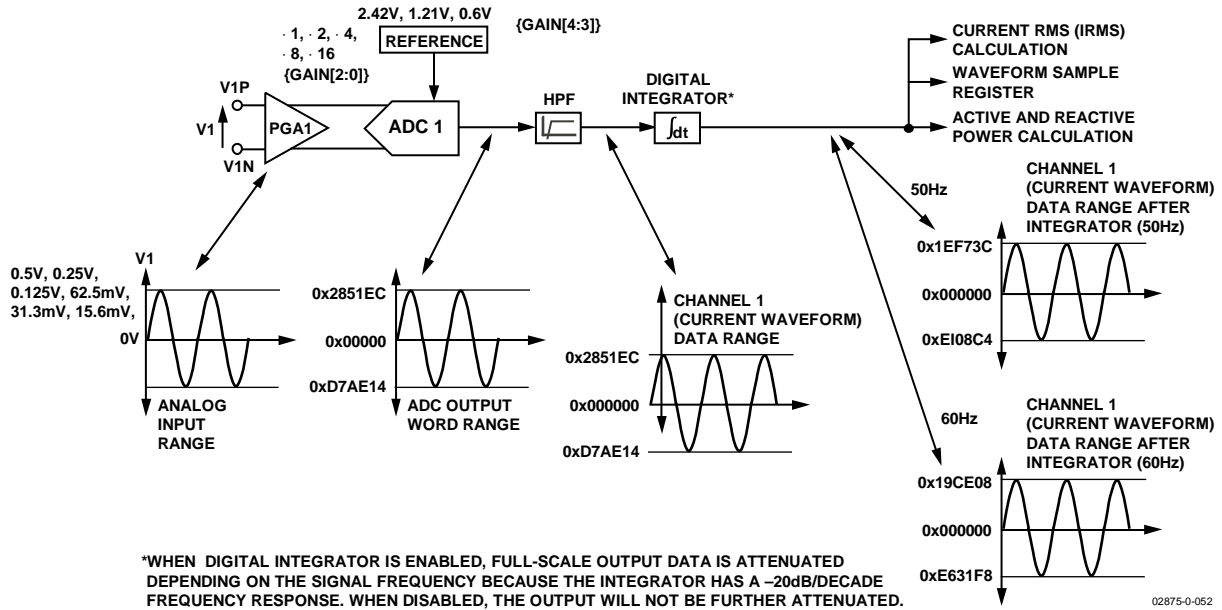 2.42V, 1.21V, 0.6V
{GAIN[4:3]}
· 1, · 2, · 4,
· 8, · 16
{GAIN[2:0]}
REFERENCE
V1P
V1
V1N
PGA1
ADC 1
HPF
DIGITAL
INTEGRATOR*
∫dt
CURRENT RMS (IRMS)
CALCULATION
WAVEFORM SAMPLE
REGISTER
ACTIVE AND REACTIVE
POWER CALCULATION
50Hz
CHANNEL 1
(CURRENT WAVEFORM)
DATA RANGE AFTER
INTEGRATOR (50Hz)
0x1EF73C
0x000000
0xEI08C4
V1
0.5V, 0.25V,
0.125V, 62.5mV,
31.3mV, 15.6mV,
0V
ANALOG
INPUT
RANGE
0x2851EC
0x00000
0xD7AE14
ADC OUTPUT
WORD RANGE
CHANNEL 1
(CURRENT WAVEFORM)
DATA RANGE
0x2851EC
0x000000
0xD7AE14
60Hz
CHANNEL 1
(CURRENT WAVEFORM)
DATA RANGE AFTER
INTEGRATOR (60Hz)
0x19CE08
0x000000
0xE631F8
*WHEN DIGITAL INTEGRATOR IS ENABLED, FULL-SCALE OUTPUT DATA IS ATTENUATED
DEPENDING ON THE SIGNAL FREQUENCY BECAUSE THE INTEGRATOR HAS A –20dB/DECADE
FREQUENCY RESPONSE. WHEN DISABLED, THE OUTPUT WILL NOT BE FURTHER ATTENUATED.
02875-0-052